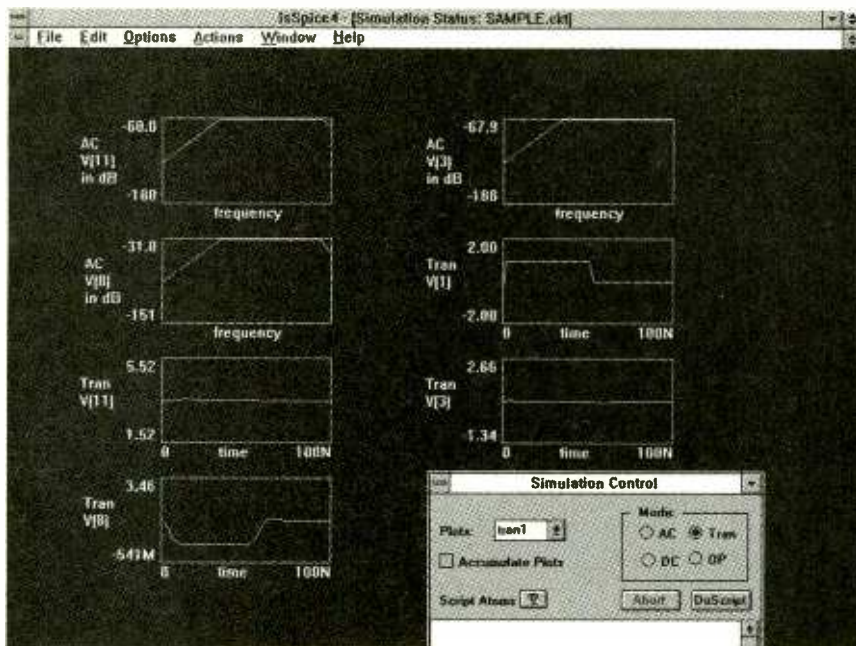 isSpice4 - [Simulation Status: SAMPLE.ckt]
File Edit Options Actions Window Help
-60.0
AC
V[11]
in dB
-180
frequency
-67.9
AC
V[3]
in dB
-188
frequency
-31.0
AC
V[8]
in dB
-151
frequency
2.00
Tran
V[1]
-2.00
0 time 100N
5.52
Tran
V[11]
1.52
0 time 100N
2.66
Tran
V[3]
-1.34
0 time 100N
3.46
Tran
V[8]
-541M
0 time 100N
Simulation Control
Plots: tran1
Accumulate Plots
Script Atoms ?
Mode
AC Tran
DC OP
Abort DoScript